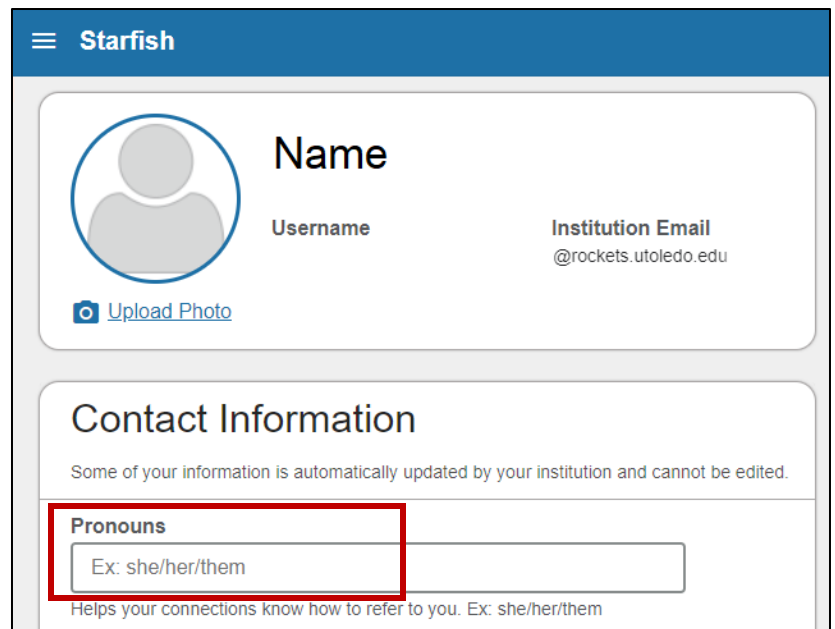 Starfish
Name
Username
Institution Email
@rockets.utoledo.edu
Upload Photo
Contact Information
Some of your information is automatically updated by your institution and cannot be edited.
Pronouns
Ex: she/her/them
Helps your connections know how to refer to you. Ex: she/her/them